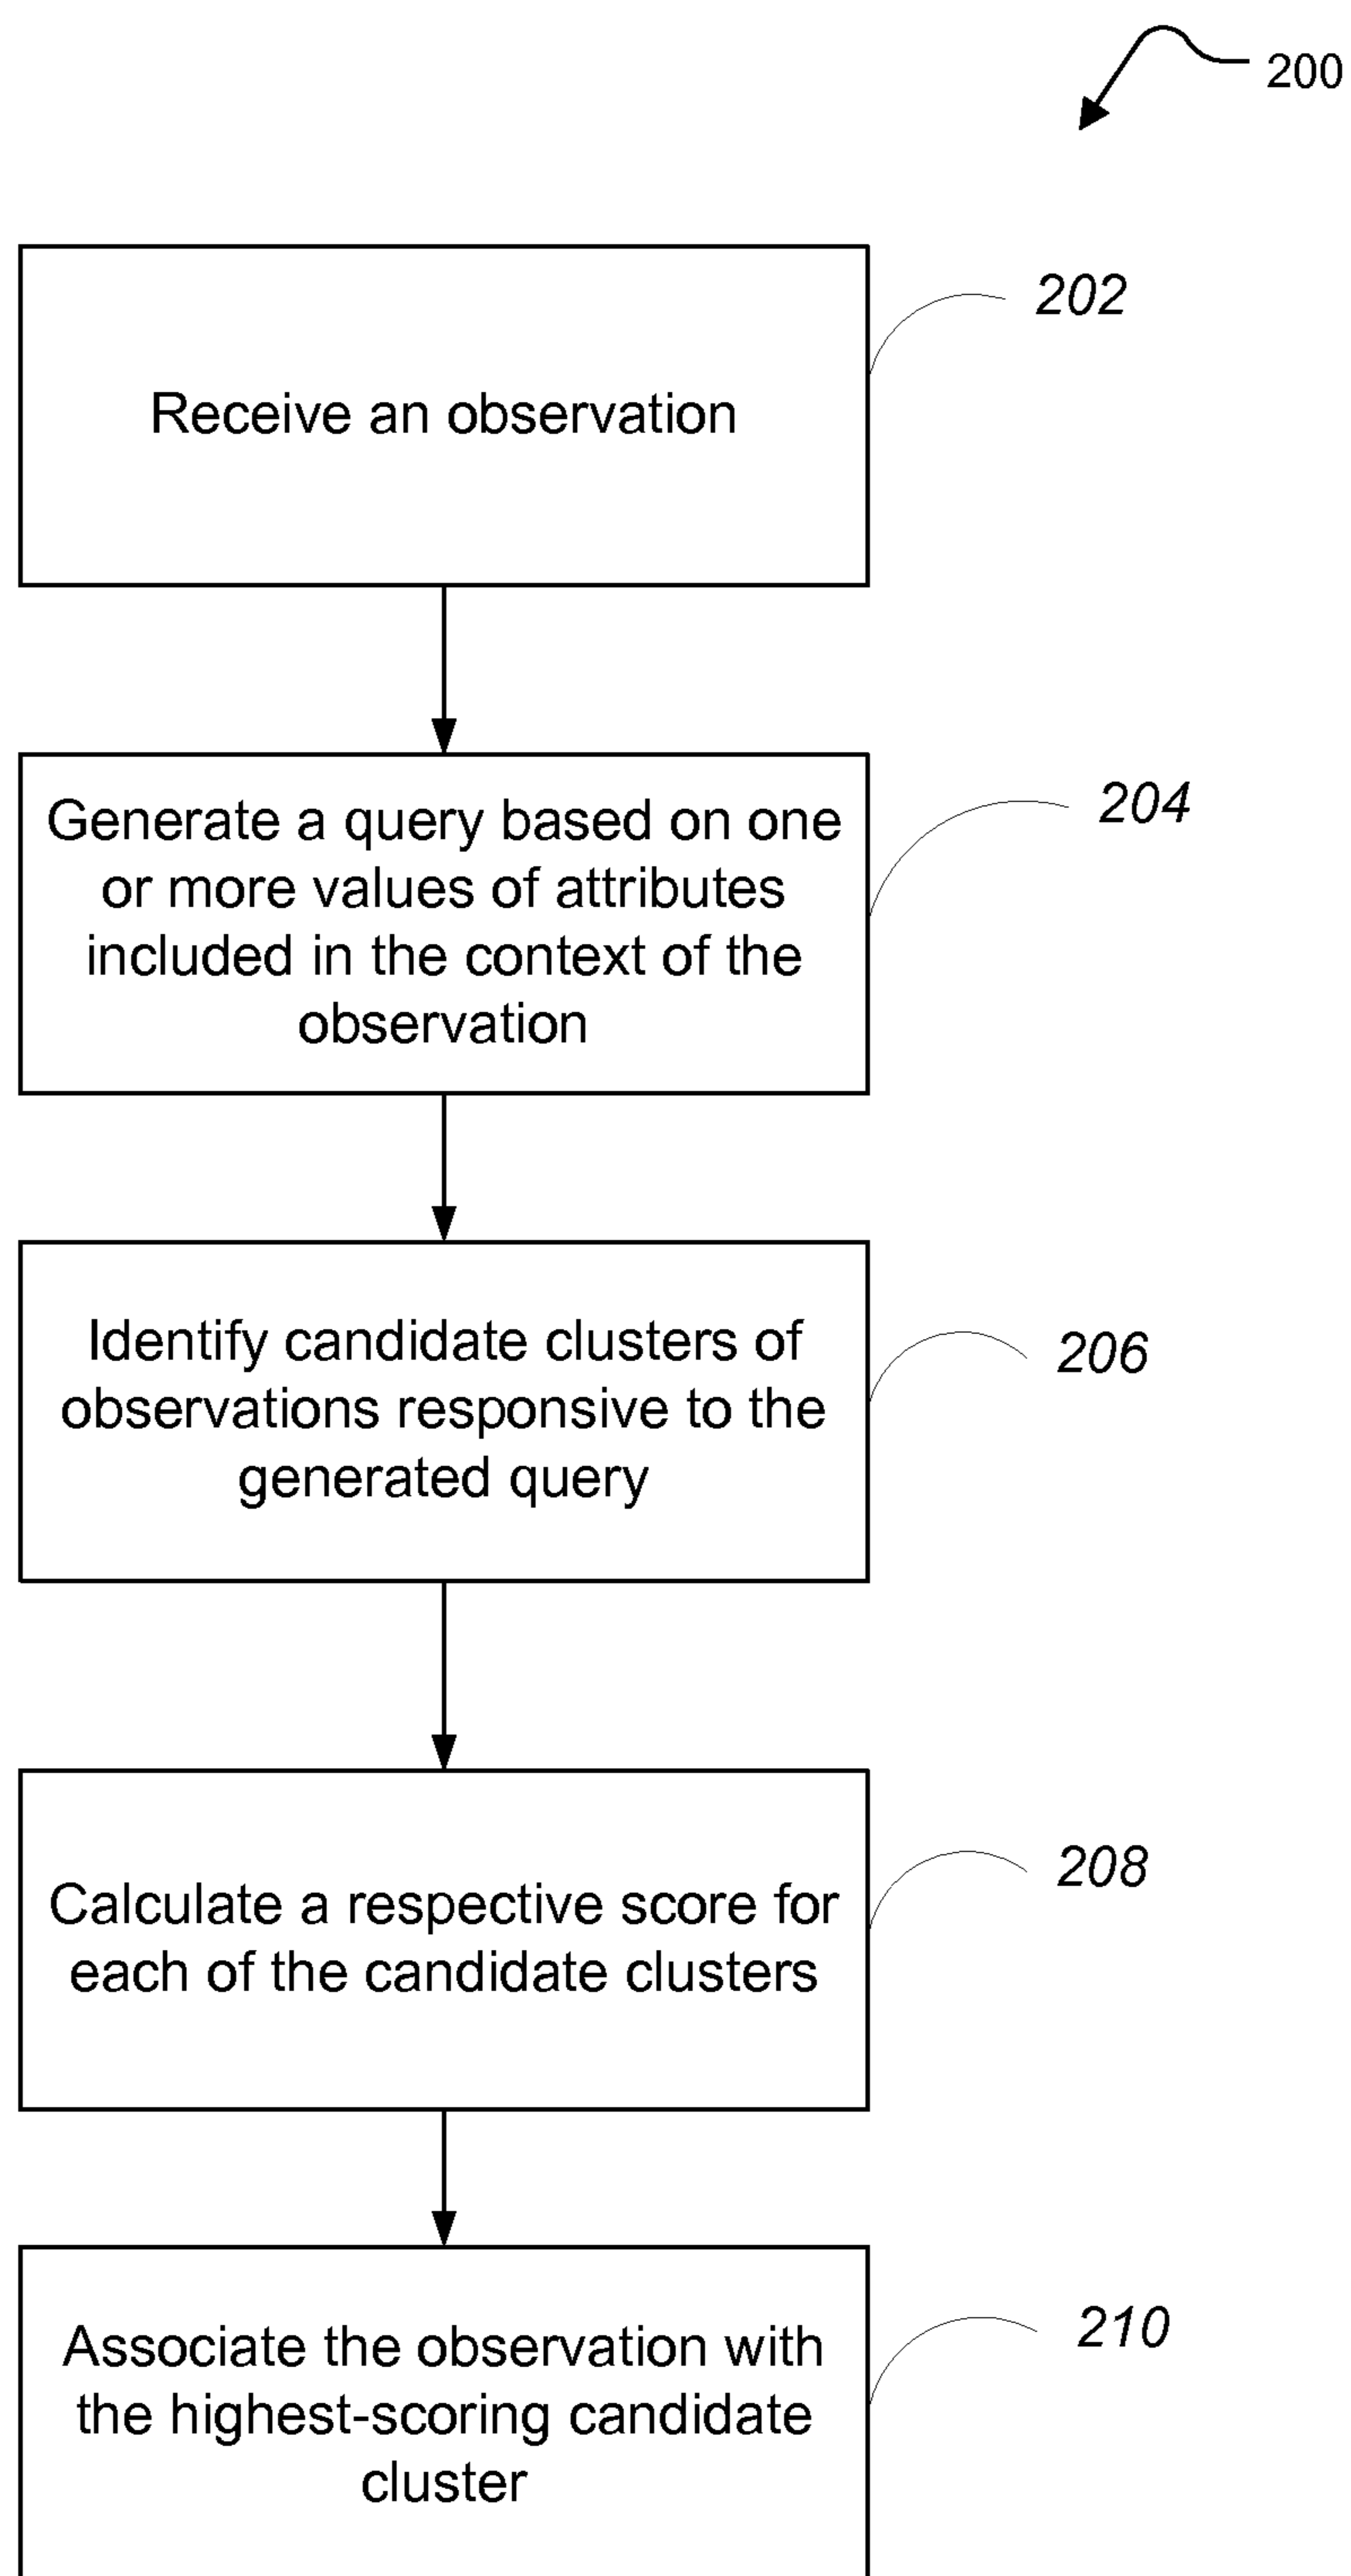 200
Receive an observation
202
Generate a query based on one
or more values of attributes
included in the context of the
observation
204
Identify candidate clusters of
observations responsive to the
generated query
206
Calculate a respective score for
each of the candidate clusters
208
Associate the observation with
the highest-scoring candidate
cluster
210